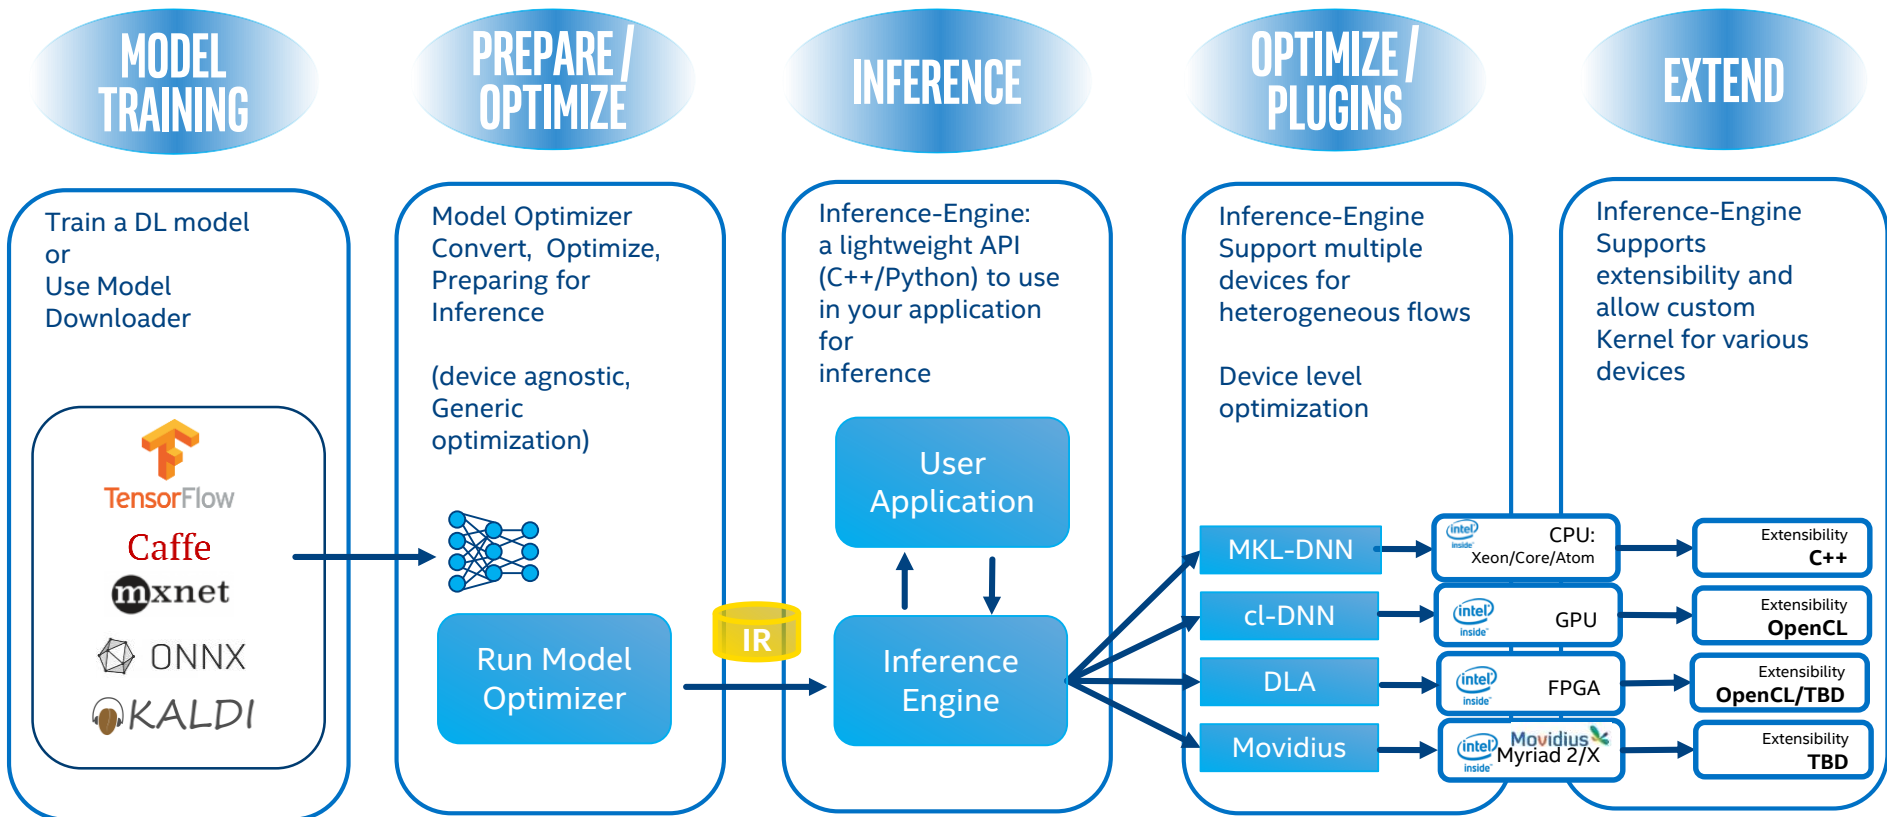 MODEL
TRAINING
PREPARE/
OPTIMIZE
INFERENCE
OPTIMIZE/
PLUGINS
EXTEND
Train a DL model
or
Use Model
Downloader
TensorFlow
Caffe
mxnet
ONNX
KALDI
Model Optimizer
Convert, Optimize,
Preparing for
Inference
(device agnostic,
Generic
optimization)
Run Model
Optimizer
IR
Inference-Engine:
a lightweight API
(C++/Python) to use
in your application
for
inference
User
Application
Inference
Engine
Inference-Engine
Support multiple
devices for
heterogeneous flows
Device level
optimization
MKL-DNN
cl-DNN
DLA
Movidius
intel
inside
CPU:
Xeon/Core/Atom
intel
inside
GPU
intel
inside
FPGA
intel
inside
Movidius
Myriad 2/X
Inference-Engine
Supports
extensibility and
allow custom
Kernel for various
devices
Extensibility
C++
Extensibility
OpenCL
Extensibility
OpenCL/TBD
Extensibility
TBD